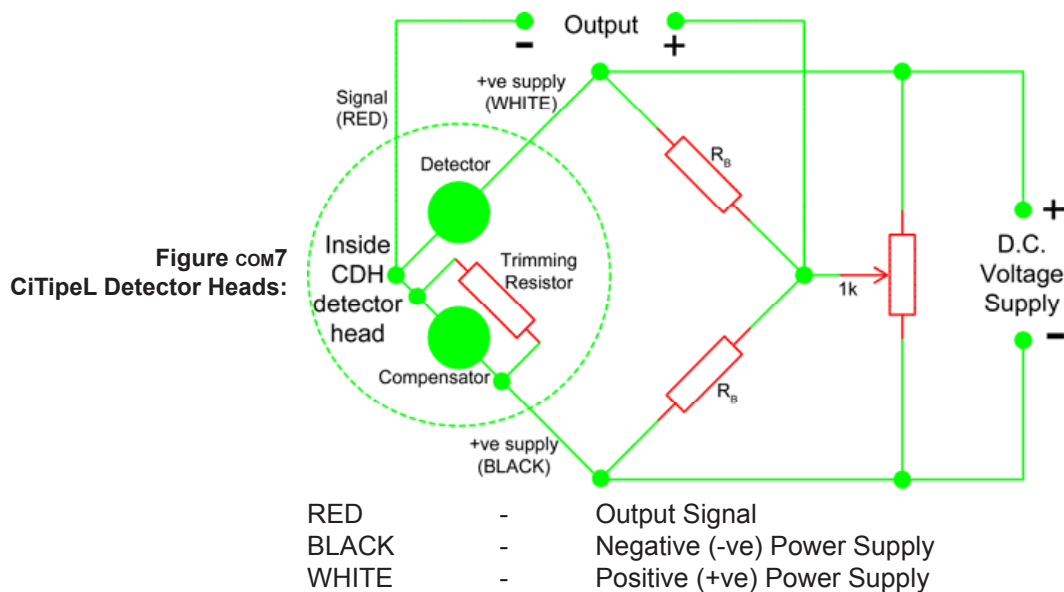 Output
-
+
+ve supply
(WHITE)
Signal
(RED)
Detector
R_B
Figure COM7
CiTipeL Detector Heads:
Inside
CDH
detector
head
Trimming
Resistor
1k
+
D.C.
Voltage
Supply
-
Compensator
R_B
+ve supply
(BLACK)
RED - Output Signal
BLACK - Negative (-ve) Power Supply
WHITE - Positive (+ve) Power Supply